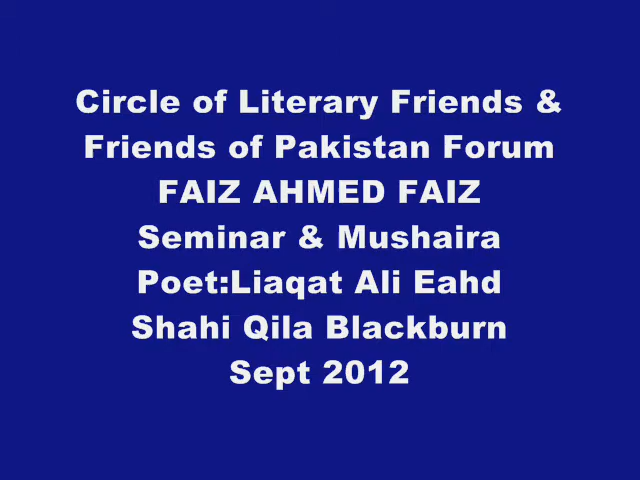 Circle of Literary Friends &
Friends of Pakistan Forum
FAIZ AHMED FAIZ
Seminar & Mushaira
Poet:Liaqat Ali Eahd
Shahi Qila Blackburn
Sept 2012